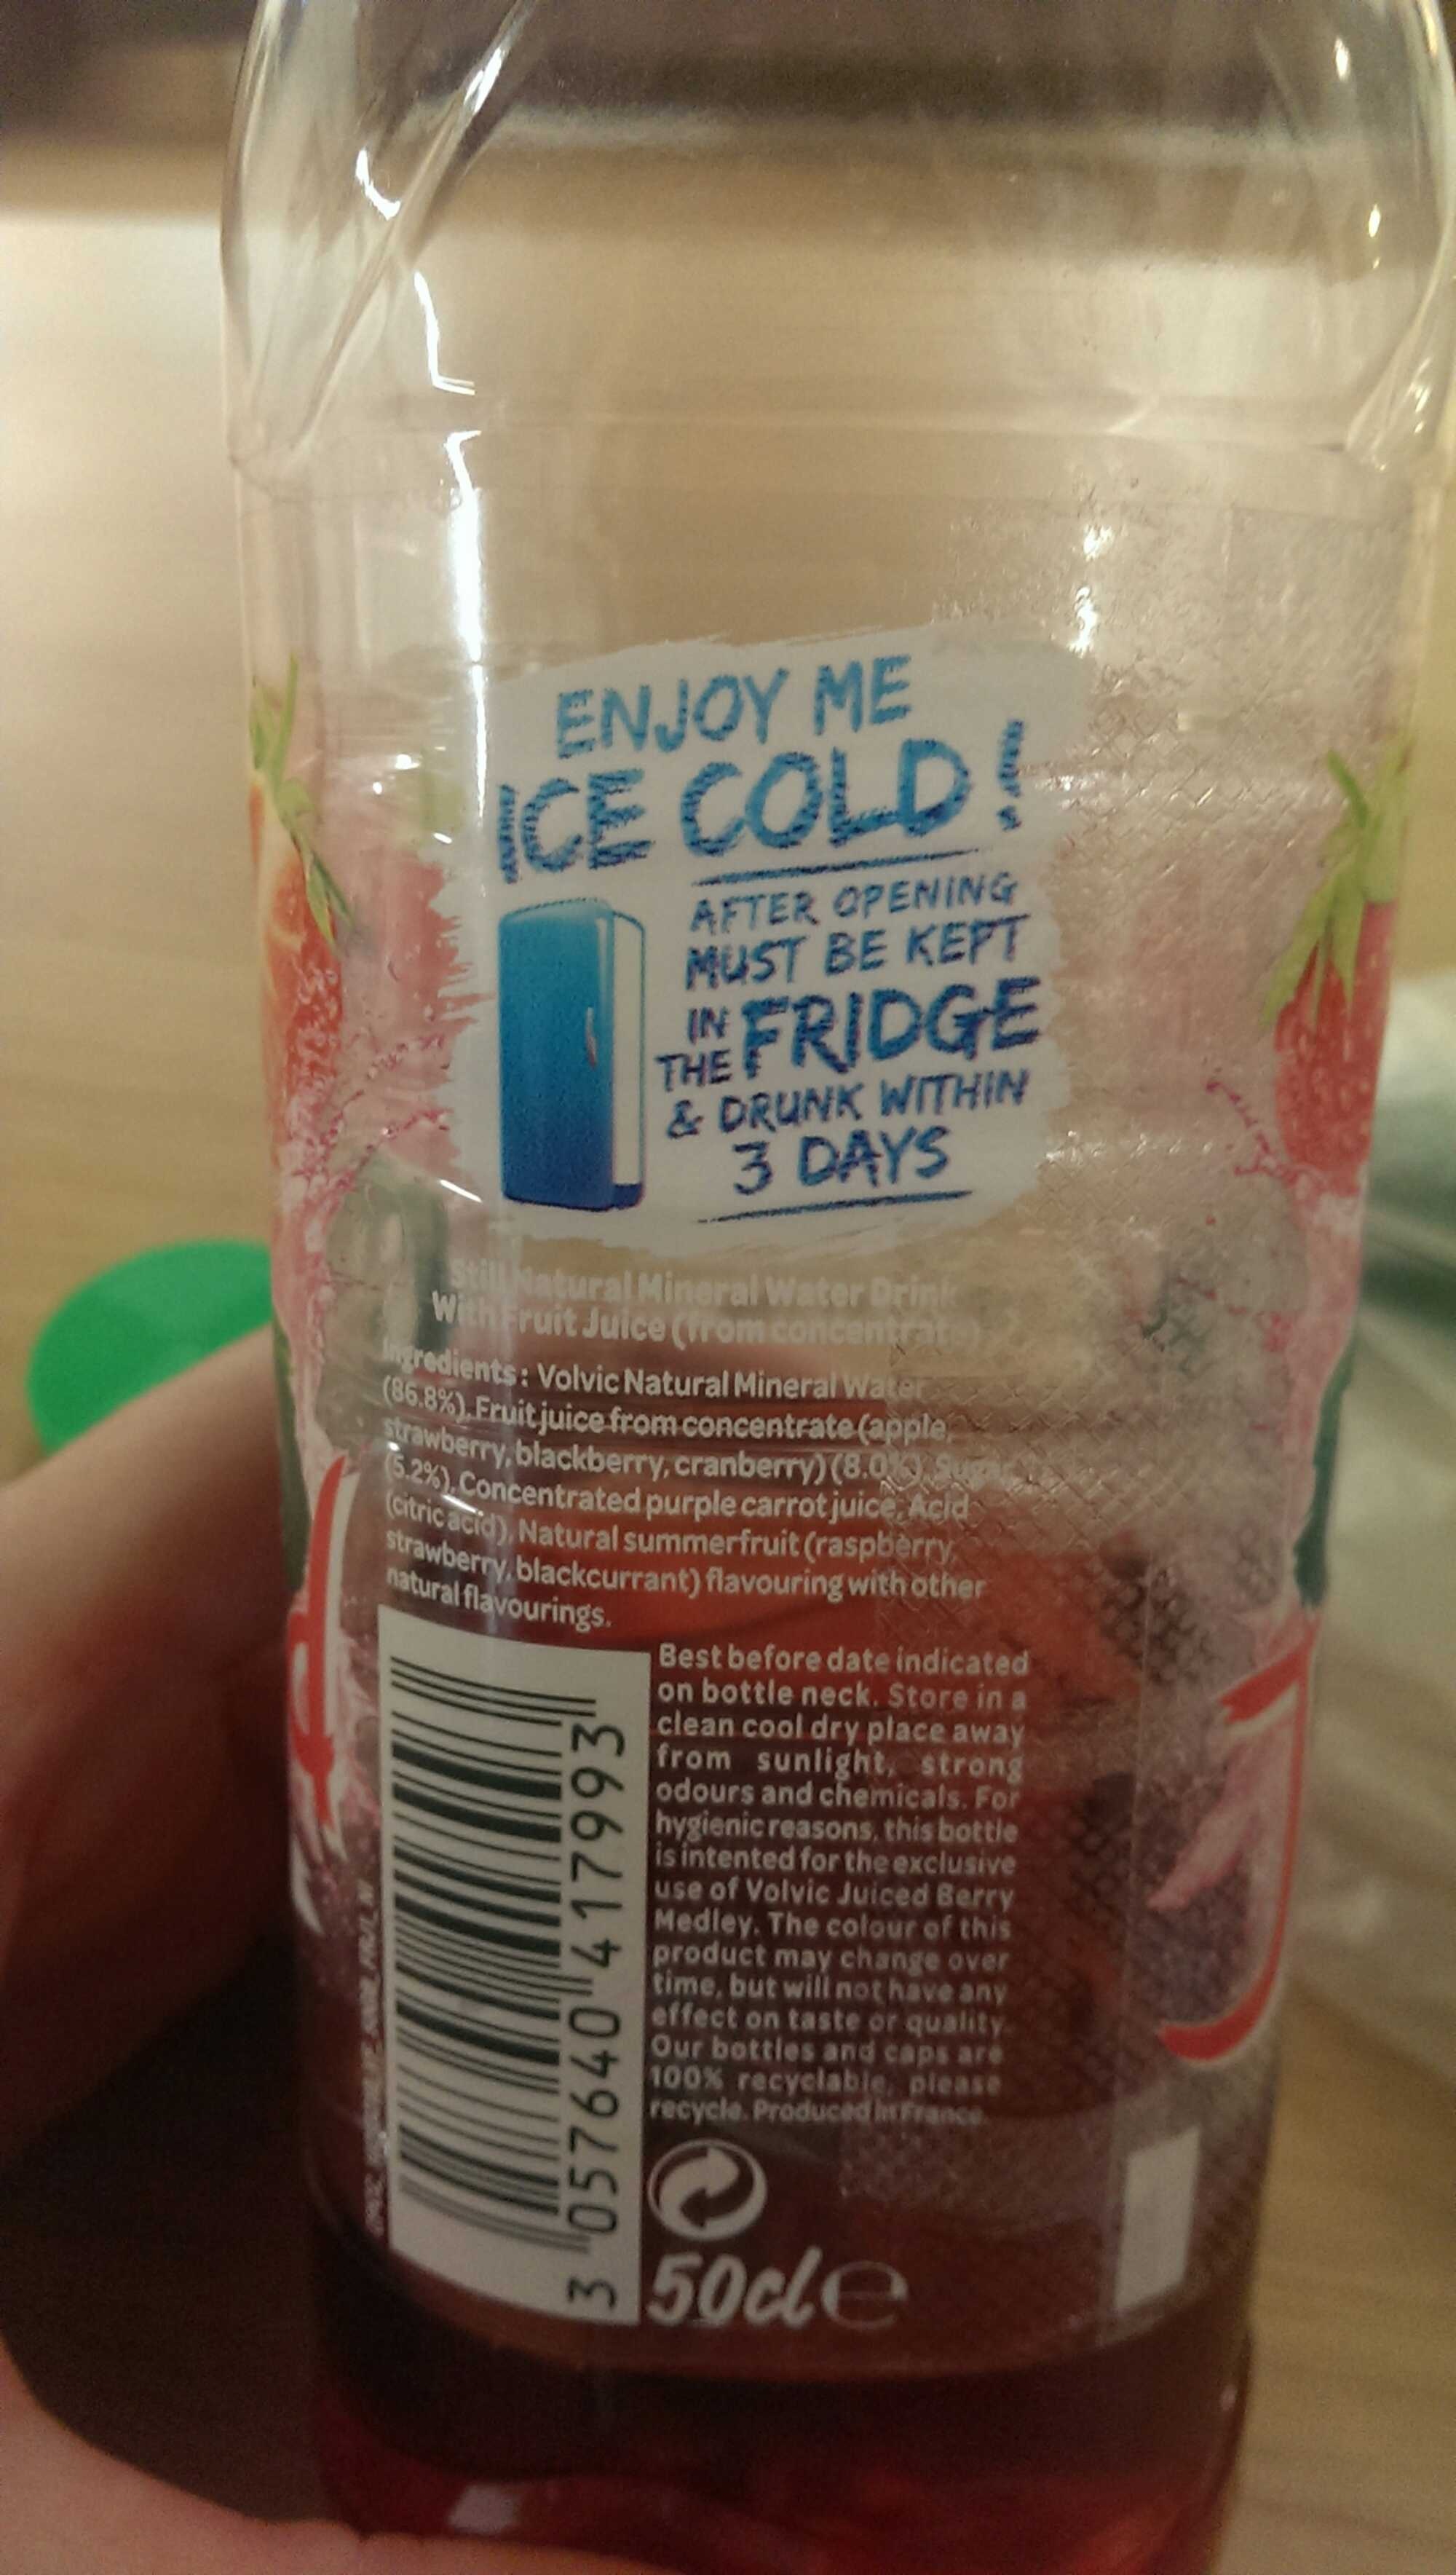 ENJOY ME
ICE COLD!
AFTER OPENING
MUST BE KEPT
IN THE FRIDGE
& DRUNK WITHIN
3 DAYS
Still Natural Mineral Water Drink
With Fruit Juice (from concentrate)
Ingredients: Volvic Natural Mineral Water
(86.8%), Fruit juice from concentrate (apple,
strawberry, blackberry, cranberry) (8.0%), Sugar
(5.2%), Concentrated purple carrot juice, Acid
(citric acid), Natural summerfruit (raspberry,
strawberry, blackcurrant) flavouring with other
natural flavourings.
Best before date indicated
on bottle neck. Store in a
clean cool dry place away
from sunlight, strong
odours and chemicals. For
hygienic reasons, this bottle
is intented for the exclusive
use of Volvic Juiced Berry
Medley. The colour of this
product may change over
time, but will not have any
effect on taste or quality.
Our bottles and caps are
100% recyclable, please
recycle. Produced in France.
3 057640 417993
50cl e